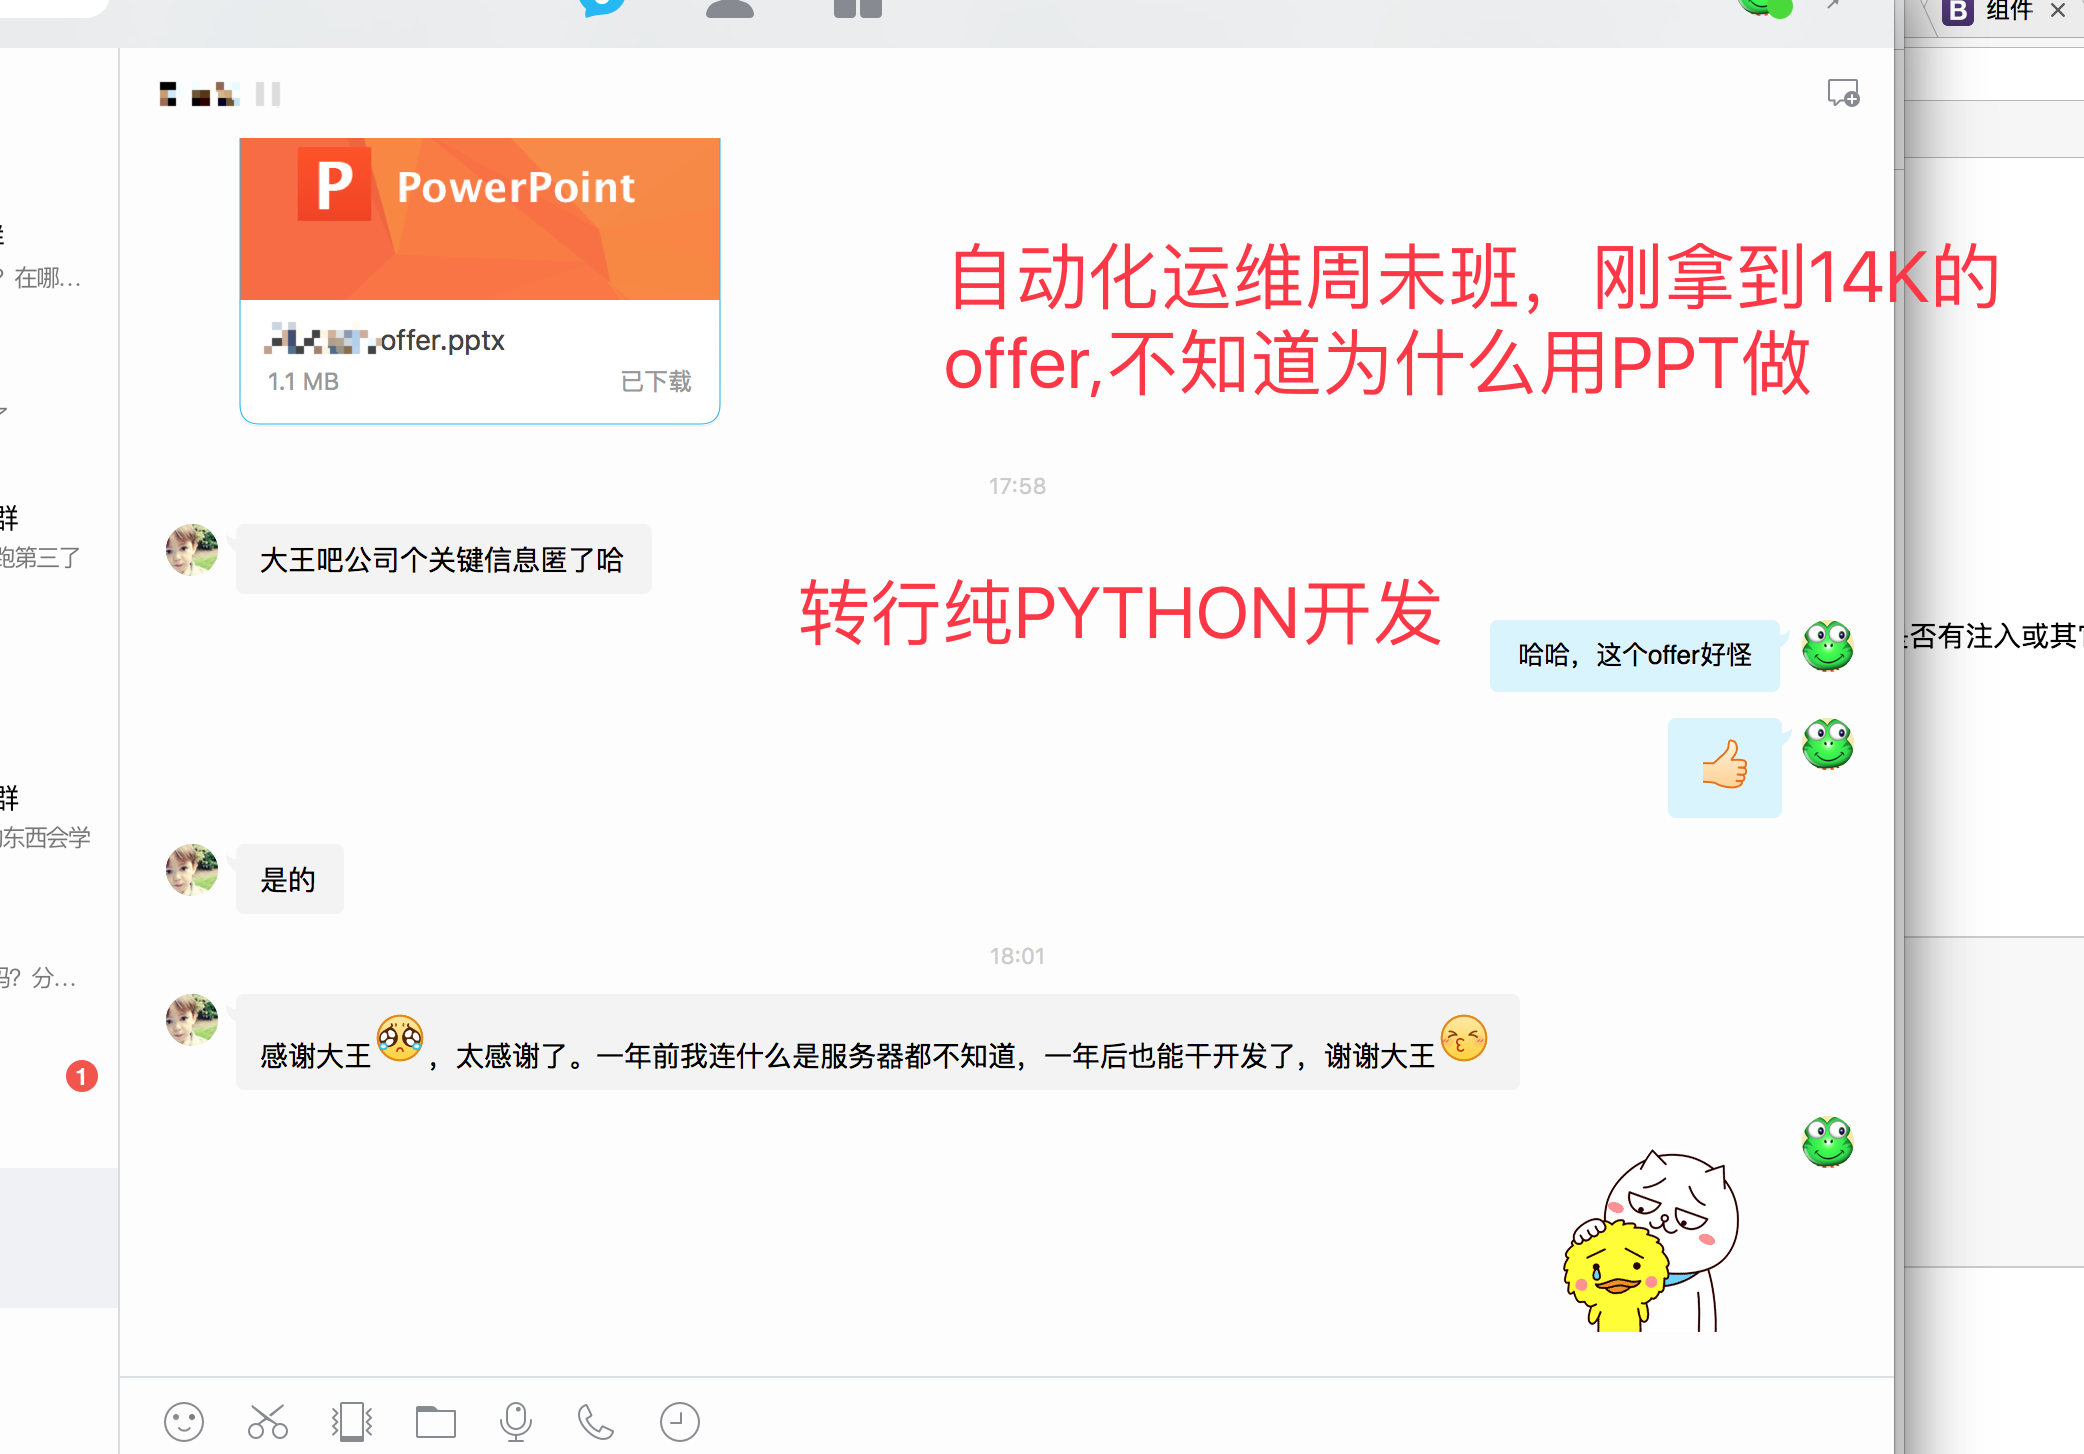 B 组件 ×
P PowerPoint
offer.pptx
1.1 MB 已下载
自动化运维周未班，刚拿到14K的
offer,不知道为什么用PPT做
17:58
大王吧公司个关键信息匿了哈
转行纯PYTHON开发
哈哈，这个offer好怪
是的
18:01
感谢大王，太感谢了。一年前我连什么是服务器都不知道，一年后也能干开发了，谢谢大王
? 在哪...
了
群
跑第三了
群
东西会学
吗? 分...
1
否有注入或其